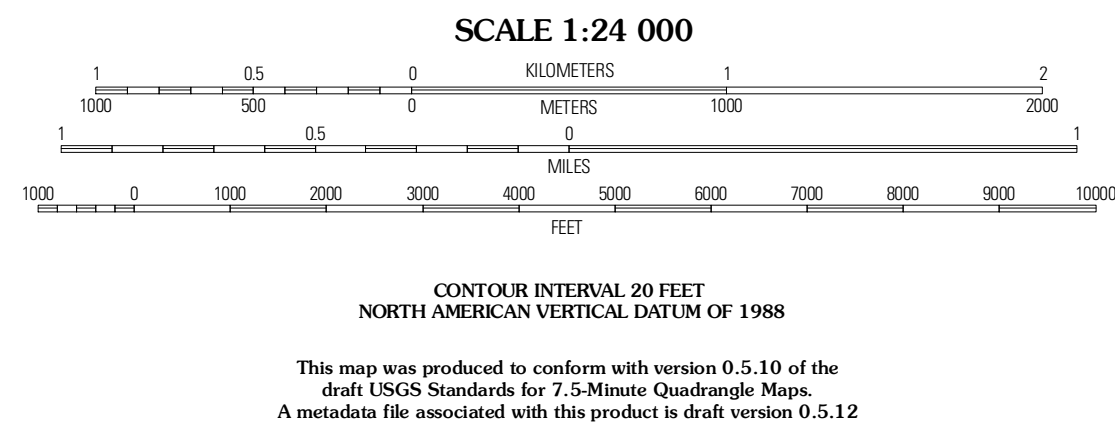 SCALE 1:24 000
1 0.5 0 KILOMETERS 1 2
1000 500 0 METERS 1000 2000
1 0.5 0 1
MILES
1000 0 1000 2000 3000 4000 5000 6000 7000 8000 9000 10000
FEET
CONTOUR INTERVAL 20 FEET
NORTH AMERICAN VERTICAL DATUM OF 1988
This map was produced to conform with version 0.5.10 of the
draft USGS Standards for 7.5-Minute Quadrangle Maps.
A metadata file associated with this product is draft version 0.5.12